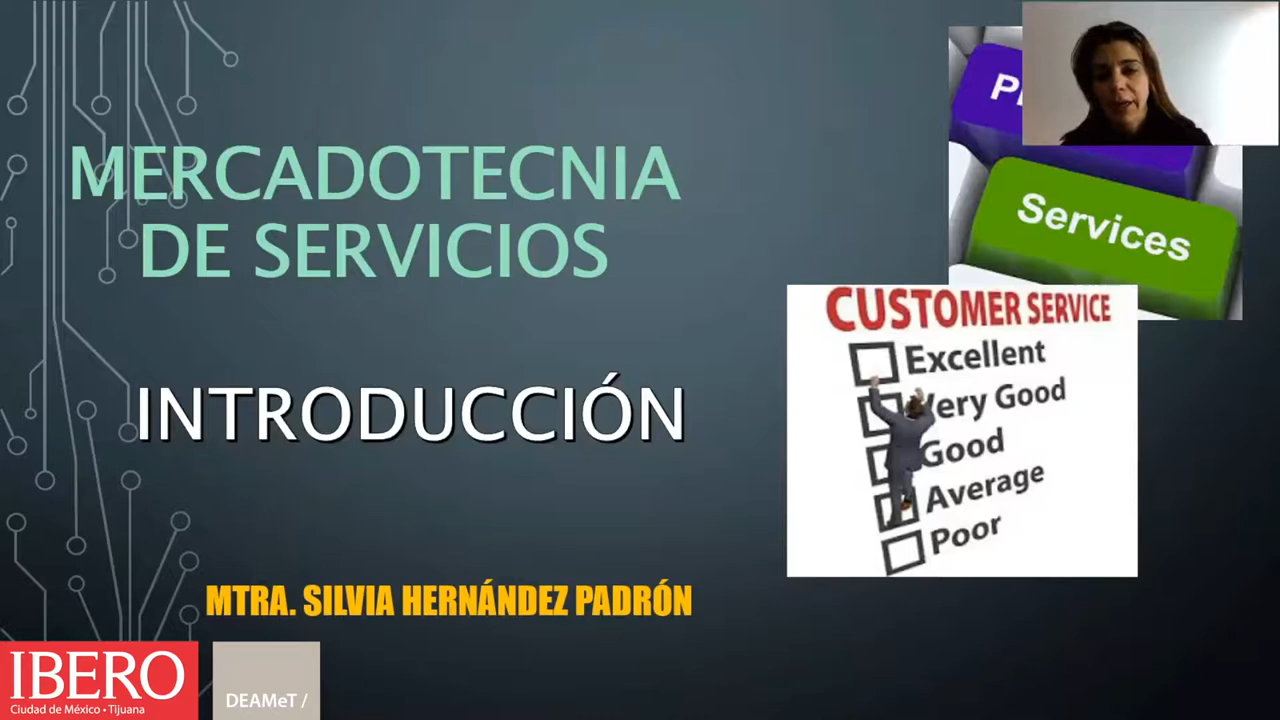 MERCADOTECNIA
DE SERVICIOS
INTRODUCCIÓN
MTRA. SILVIA HERNÁNDEZ PADRÓN
Services
CUSTOMER SERVICE
Excellent
Very Good
Good
Average
Poor
IBERO
Ciudad de México • Tijuana
DEAMeT /